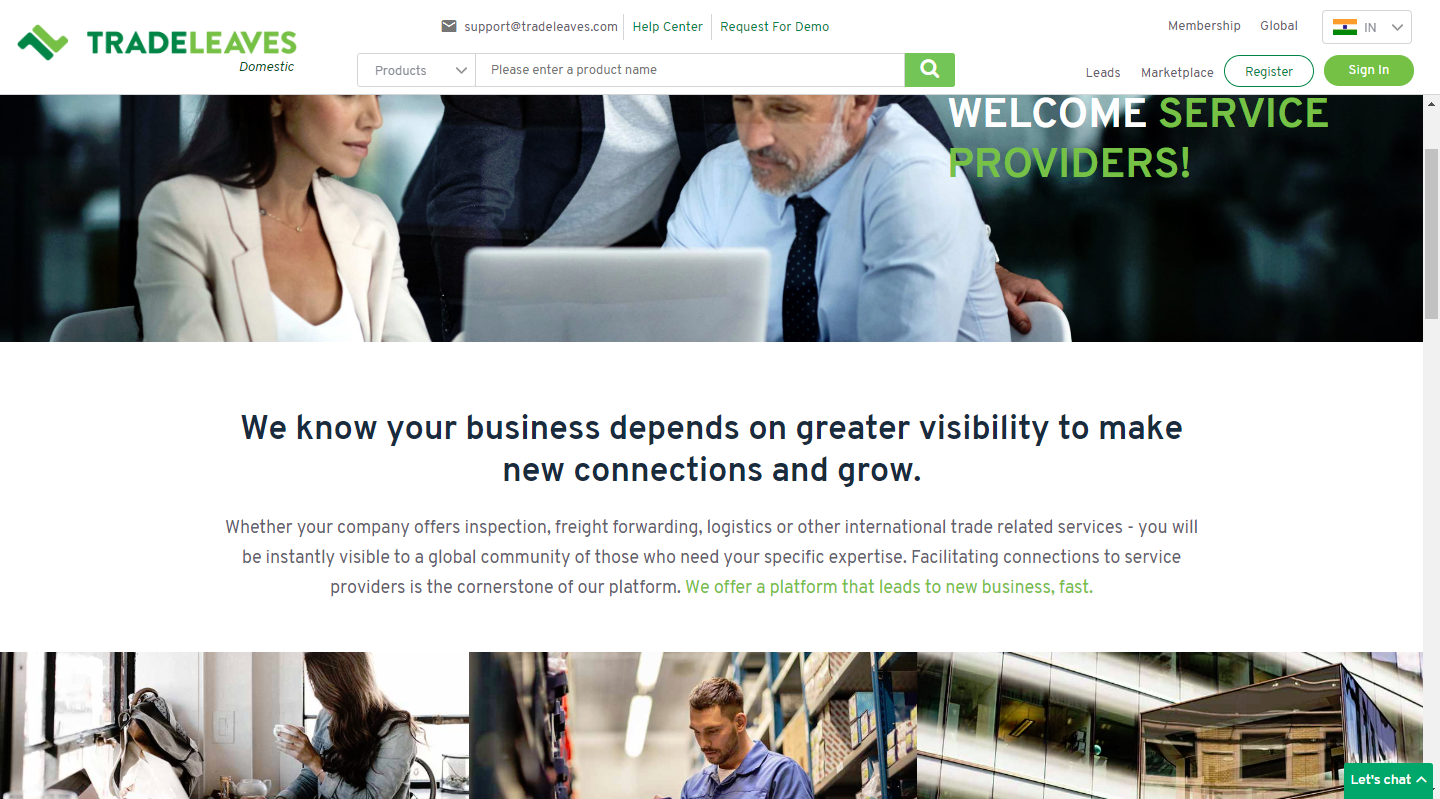 support@tradeleaves.com
Help Center
Request For Demo
Membership
Global
IN
TRADELEAVES
Domestic
Products
Please enter a product name
Leads
Marketplace
Register
Sign In
WELCOME SERVICE
PROVIDERS!
We know your business depends on greater visibility to make
new connections and grow.
Whether your company offers inspection, freight forwarding, logistics or other international trade related services - you will
be instantly visible to a global community of those who need your specific expertise. Facilitating connections to service
providers is the cornerstone of our platform. We offer a platform that leads to new business, fast.
Let's chat